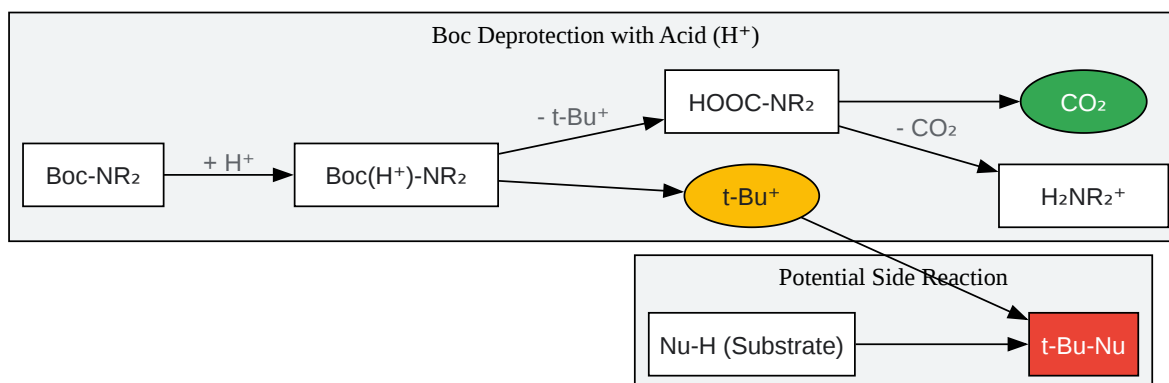 Boc Deprotection with Acid (H⁺)
Boc-NR₂
+ H⁺
Boc(H⁺)-NR₂
- t-Bu⁺
HOOC-NR₂
t-Bu⁺
CO₂
- CO₂
H₂NR₂⁺
Potential Side Reaction
Nu-H (Substrate)
t-Bu-Nu